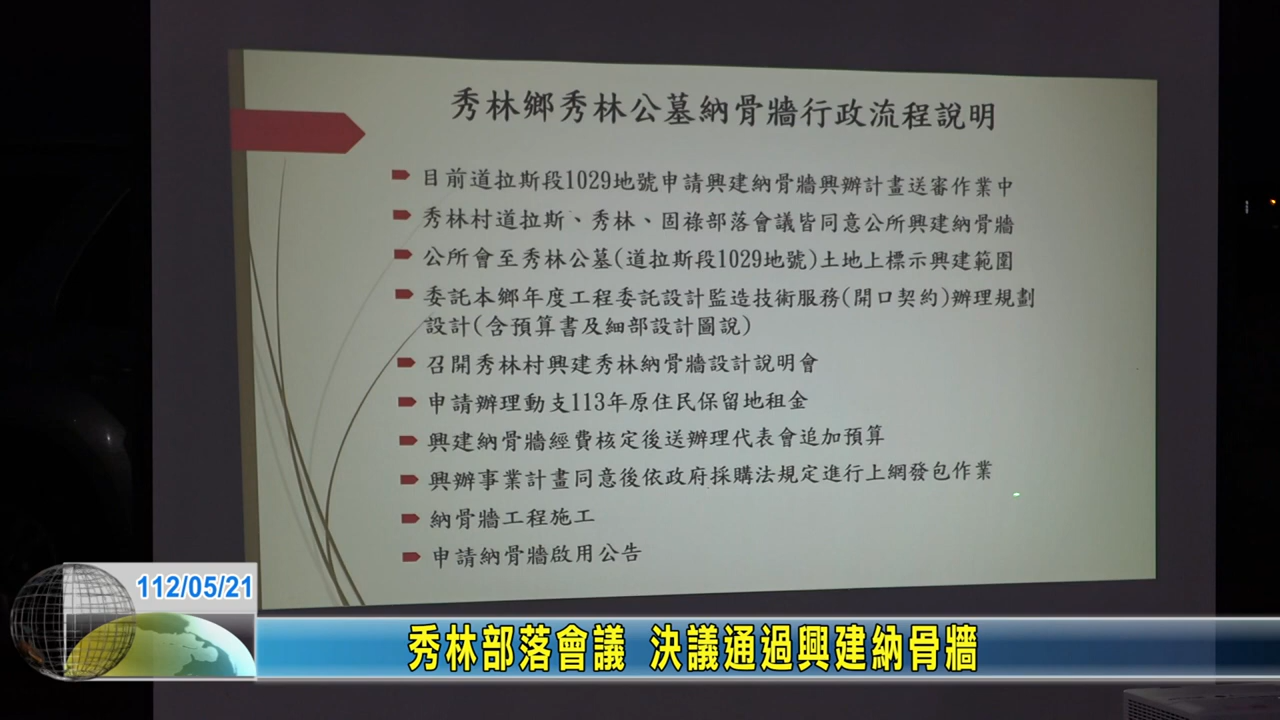 秀林鄉秀林公墓納骨牆行政流程說明
目前道拉斯段1029地號申請興建納骨牆興辦計畫送審作業中
秀林村道拉斯、秀林、固祿部落會議皆同意公所興建納骨牆
公所會至秀林公墓(道拉斯段1029地號)土地上標示興建範圍
委託本鄉年度工程委託設計監造技術服務(開口契約)辦理規劃
設計(含預算書及細部設計圖說)
召開秀林村興建秀林納骨牆設計說明會
申請辦理動支113年原住民保留地租金
興建納骨牆經費核定後送辦理代表會追加預算
興辦事業計畫同意後依政府採購法規定進行上網發包作業
納骨牆工程施工
申請納骨牆啟用公告
112/05/21
秀林部落會議 決議通過興建納骨牆